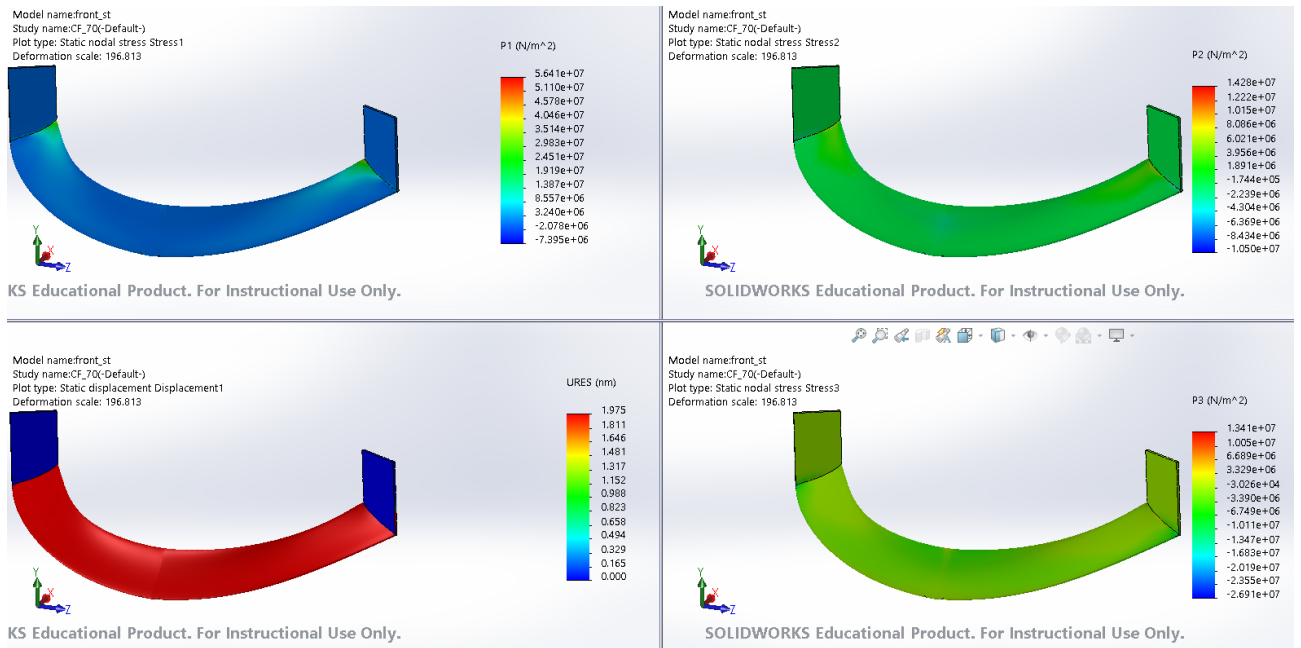 Model name:front_st
Study name:CF_70(-Default-)
Plot type: Static nodal stress Stress1
Deformation scale: 196.813
P1 (N/m^2)
5.641e+07
5.110e+07
4.578e+07
4.046e+07
3.514e+07
2.983e+07
2.451e+07
1.919e+07
1.387e+07
8.557e+06
3.240e+06
-2.078e+06
-7.395e+06
Y
X
Z
KS Educational Product. For Instructional Use Only.
Model name:front_st
Study name:CF_70(-Default-)
Plot type: Static nodal stress Stress2
Deformation scale: 196.813
P2 (N/m^2)
1.428e+07
1.222e+07
1.015e+07
8.086e+06
6.021e+06
3.956e+06
1.891e+06
-1.744e+05
-2.239e+06
-4.304e+06
-6.369e+06
-8.434e+06
-1.050e+07
Y
X
Z
SOLIDWORKS Educational Product. For Instructional Use Only.
Model name:front_st
Study name:CF_70(-Default-)
Plot type: Static displacement Displacement1
Deformation scale: 196.813
URES (nm)
1.975
1.811
1.646
1.481
1.317
1.152
0.988
0.823
0.658
0.494
0.329
0.165
0.000
Y
X
Z
KS Educational Product. For Instructional Use Only.
Model name:front_st
Study name:CF_70(-Default-)
Plot type: Static nodal stress Stress3
Deformation scale: 196.813
P3 (N/m^2)
1.341e+07
1.005e+07
6.689e+06
3.329e+06
-3.026e+04
-3.390e+06
-6.749e+06
-1.011e+07
-1.347e+07
-1.683e+07
-2.019e+07
-2.355e+07
-2.691e+07
Y
X
Z
SOLIDWORKS Educational Product. For Instructional Use Only.